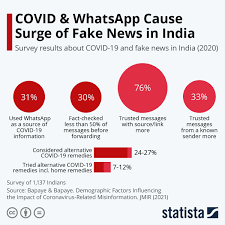 COVID & WhatsApp Cause
Surge of Fake News in India
Survey results about COVID-19 and fake news in India (2020)
31%
30%
76%
33%
Used WhatsApp
as a source of
COVID-19
information
Fact-checked
less than 50% of
messages before
forwarding
Trusted
messages with
source/link
more
Trusted
messages from
a known
sender more
Considered alternative
COVID-19 remedies
24-27%
Tried alternative COVID-19
remedies incl. home remedies
7-12%
Survey of 1,137 Indians
Source: Bapaye & Bapaye. Demographic Factors Influencing
the Impact of Coronavirus-Related Misinformation. JMIR (2021)
statista